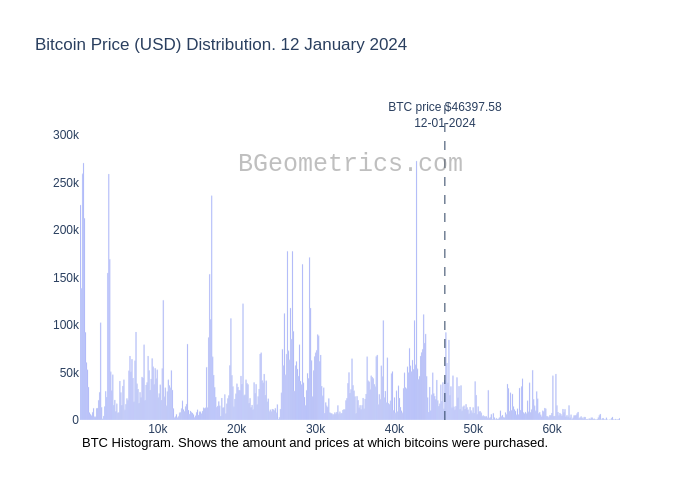 Bitcoin Price (USD) Distribution. 12 January 2024
BTC price $46397.58
12-01-2024
BGeometrics.com
300k
250k
200k
150k
100k
50k
0
10k 20k 30k 40k 50k 60k
BTC Histogram. Shows the amount and prices at which bitcoins were purchased.